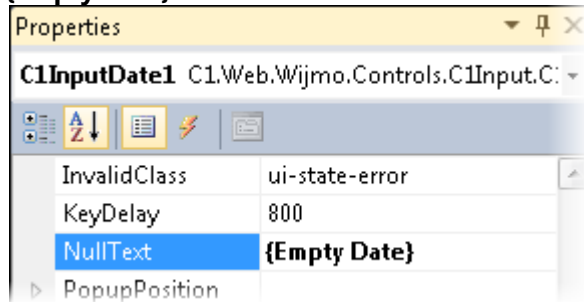 Properties
C1InputDate1 C1.Web.Wijmo.Controls.C1Input.C
InvalidClass ui-state-error
KeyDelay 800
NullText {Empty Date}
PopupPosition